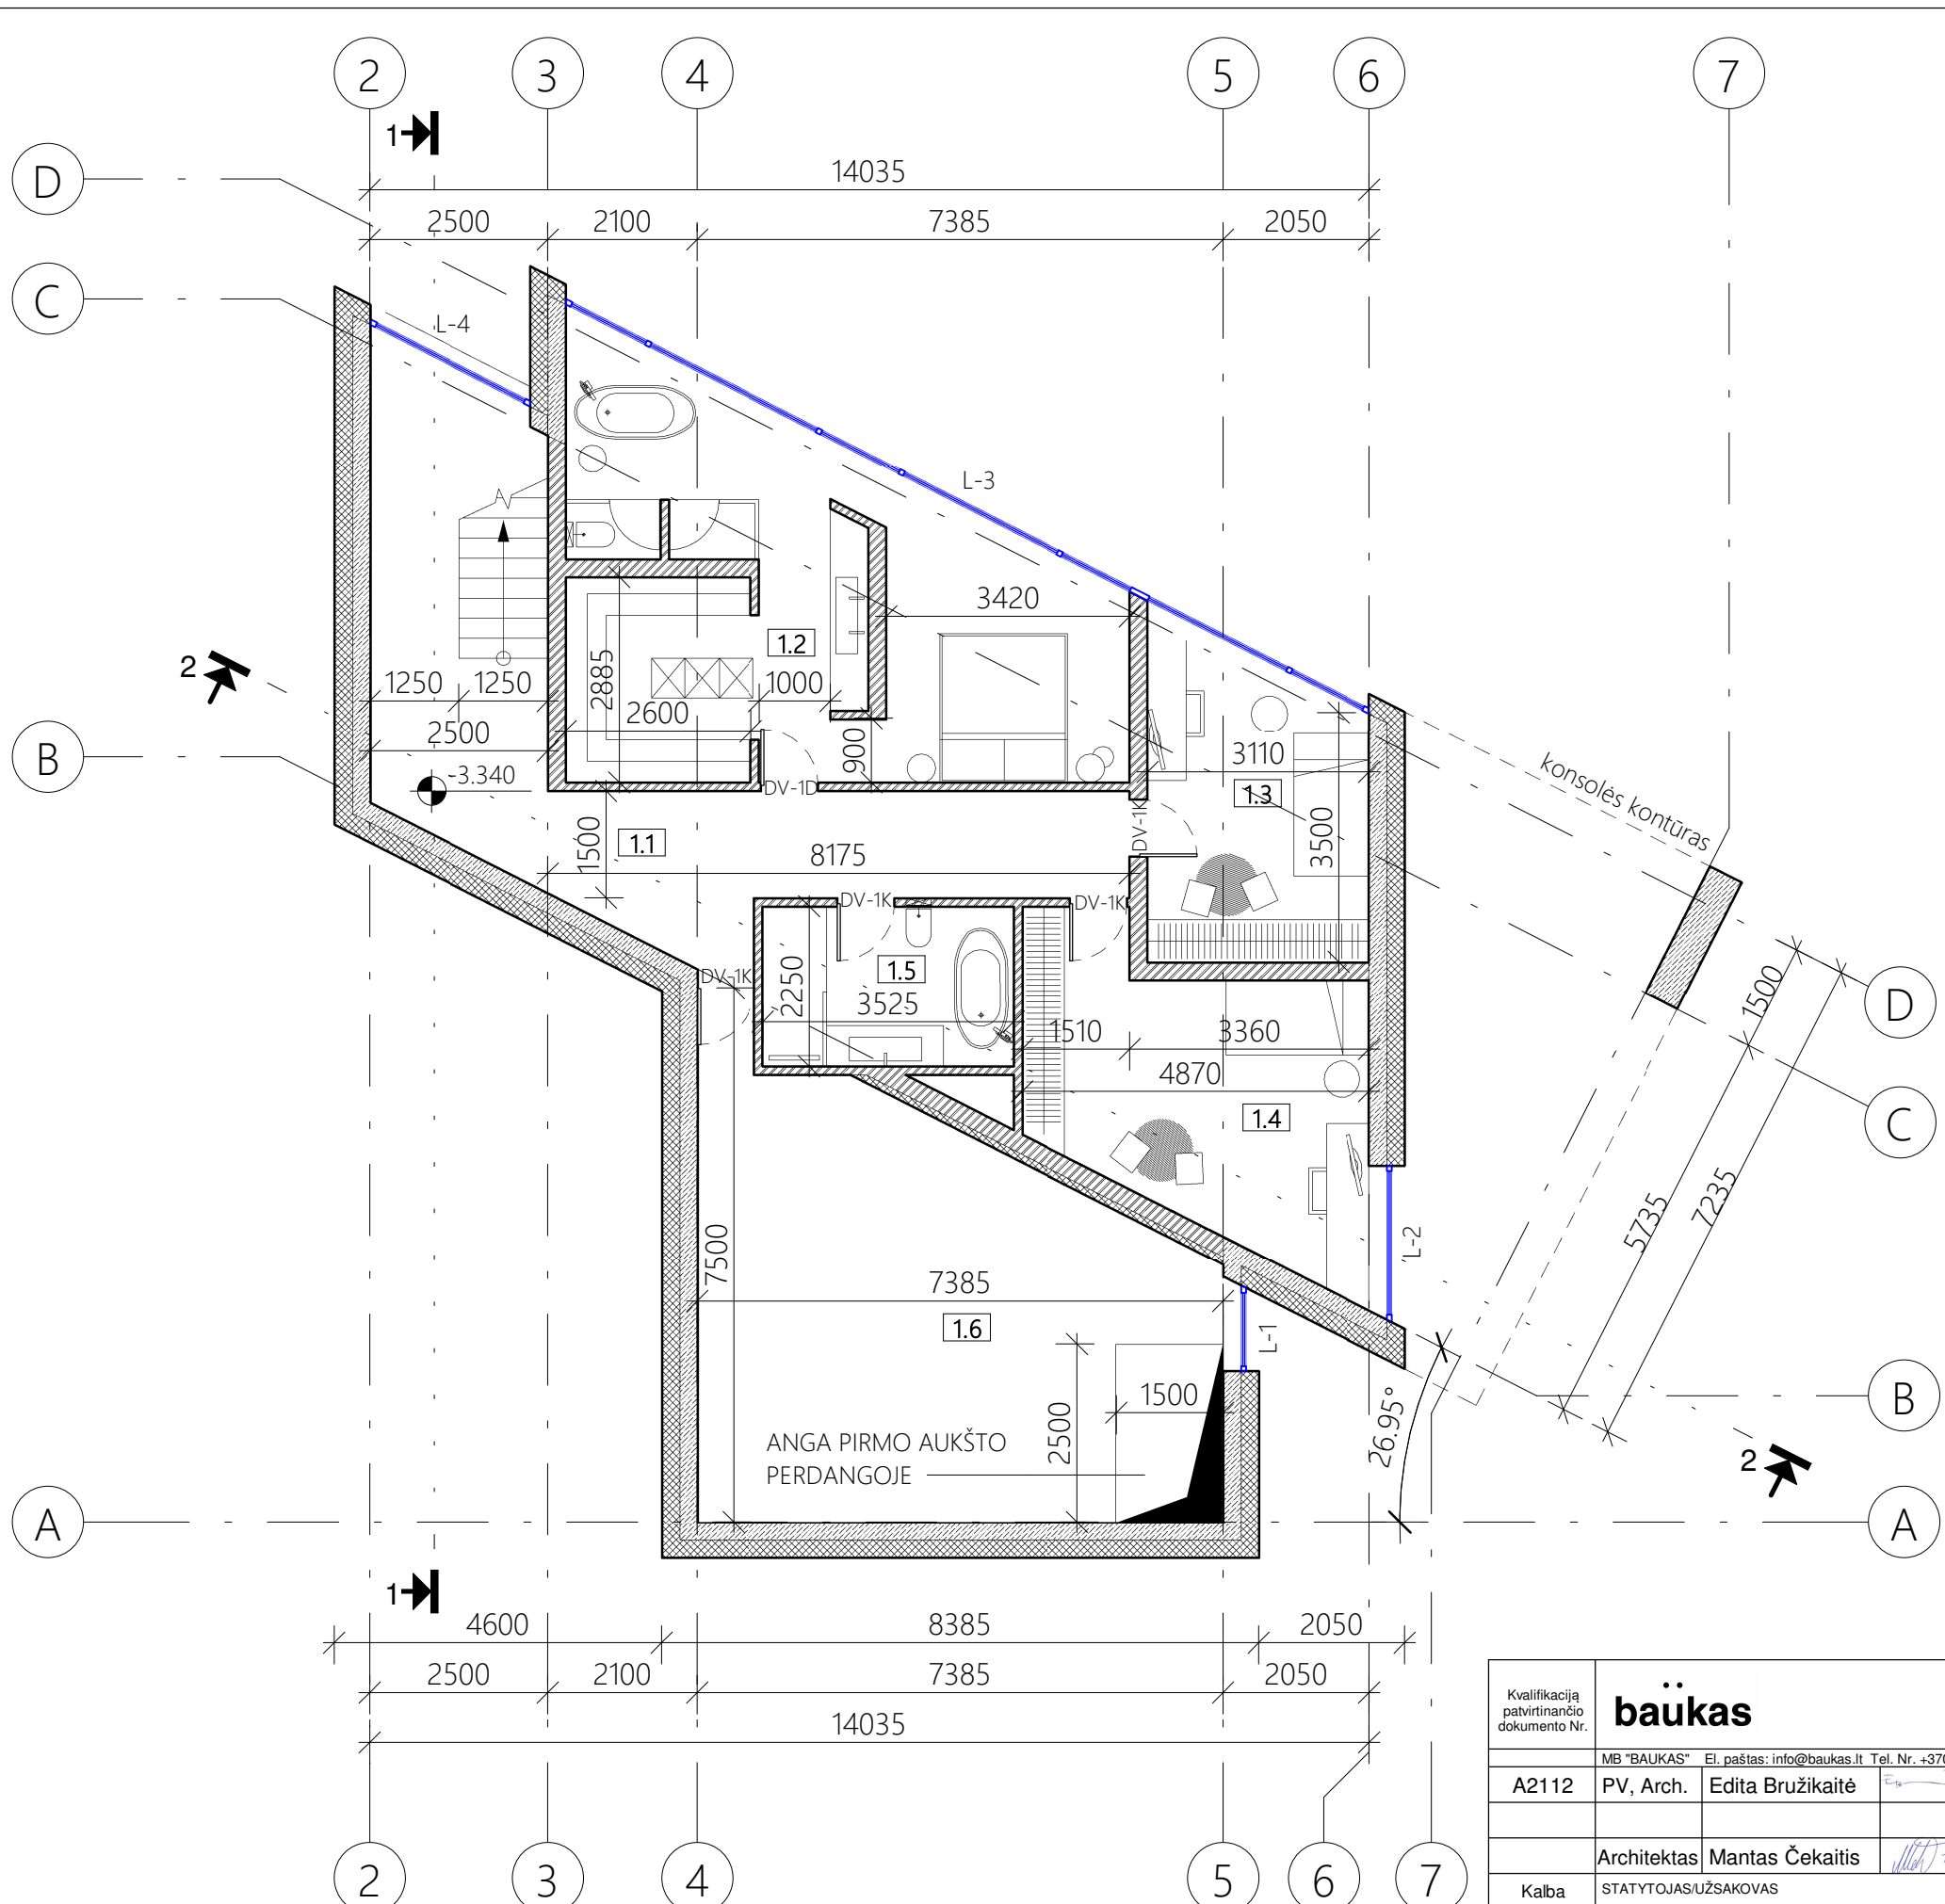 2 3 4 5 6 7
1
D
14035
2500 2100 7385 2050
C
L-4
L-3
3420
1.2
2
2885
1250 1250 1000
2600
2500
900
3110
B
-3.340
DV-1D
1.3
konsolės kontūras
1500
1.1
DV-1K
3500
8175
DV-1K
DV-1K
DV-1K
2250
1.5
3525
1510 3360
4870
1.4
1500
D
C
5735
7235
7500
L-2
7385
1.6
L-1
1500
2500
26.95°
B
ANGA PIRMO AUKŠTO
PERDANGOJE
2
A
A
1
4600 8385 2050
2500 2100 7385 2050
14035
Kvalifikaciją
patvirtinančio
dokumento Nr.
baükas
MB "BAUKAS" El. paštas: info@baukas.lt Tel. Nr. +370
A2112 PV, Arch. Edita Bružikaitė
Architektas Mantas Čekaitis
Kalba STATYTOJAS/UŽSAKOVAS
2 3 4 5 6 7